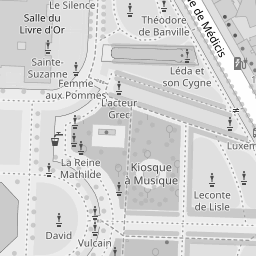 Salle du
Livre d'Or
Le Silence
Théodore
de Banville
de Médicis
Sainte-
Suzanne
Femme
aux Pommes
L'acteur
Grec
Léda et
son Cygne
Luxem
La Reine
Mathilde
Kiosque
à Musique
Leconte
de Lisle
David
Vulcain